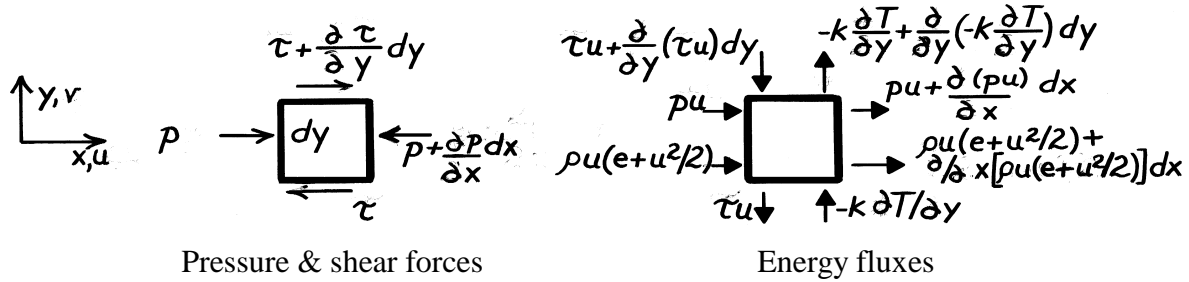 τ + ∂τ/∂y dy
y, v
x, u
p
dy
p + ∂p/∂x dx
τ
Pressure & shear forces
τu + ∂/∂y (τu) dy
-k ∂T/∂y + ∂/∂y (-k ∂T/∂y) dy
pu
pu + ∂(pu)/∂x dx
ρu(e+u²/2)
ρu(e+u²/2) +
∂/∂x [ρu(e+u²/2)] dx
τu
-k ∂T/∂y
Energy fluxes